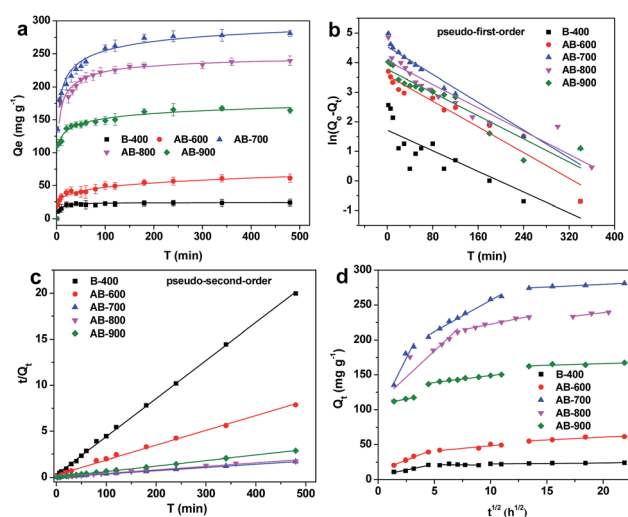 a
300
250
200
150
100
50
0
Qe (mg g⁻¹)
B-400 AB-600 AB-700
AB-800 AB-900
0 100 200 300 400 500
T (min)
b
pseudo-first-order
B-400
AB-600
AB-700
AB-800
AB-900
5
4
3
2
1
0
-1
ln(Qe-Qt)
0 60 120 180 240 300 360
T (min)
c
B-400
AB-600
AB-700
AB-800
AB-900
pseudo-second-order
20
15
10
5
0
t/Qt
0 100 200 300 400 500
T (min)
d
300
250
200
150
100
50
0
Qt (mg g⁻¹)
B-400
AB-600
AB-700
AB-800
AB-900
0 5 10 15 20
t^1/2 (h^1/2)